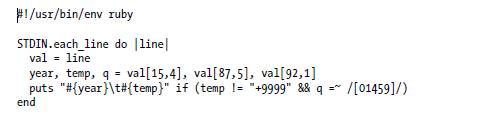 #!/usr/bin/env ruby
STDIN.each_line do |line|
  val = line
  year, temp, q = val[15,4], val[87,5], val[92,1]
  puts "#{year}\t#{temp}" if (temp != "+9999" && q =~ /[01459]/)
end